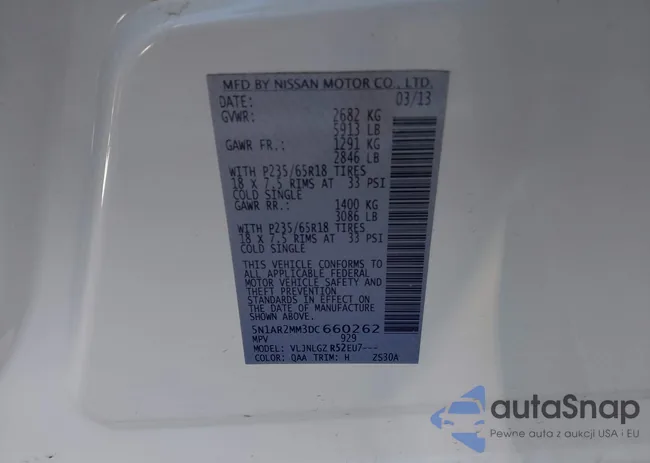 MFD BY NISSAN MOTOR CO., LTD.
DATE: 03/13
GVWR: 2682 KG
5913 LB
GAWR FR.: 1291 KG
2846 LB
WITH P235/65R18 TIRES
18 X 7.5 RIMS AT 33 PSI
COLD SINGLE
GAWR RR.: 1400 KG
3086 LB
WITH P235/65R18 TIRES
18 X 7.5 RIMS AT 33 PSI
COLD SINGLE
THIS VEHICLE CONFORMS TO
ALL APPLICABLE FEDERAL
MOTOR VEHICLE SAFETY AND
THEFT PREVENTION
STANDARDS IN EFFECT ON
THE DATE OF MANUFACTURE
SHOWN ABOVE.
5N1AR2MM3DC660262
MPV 929
MODEL: VLJNLGZ R52EU7---
COLOR: QAA TRIM: H ZS30A
autaSnap
Pewne auta z aukcji USA i EU